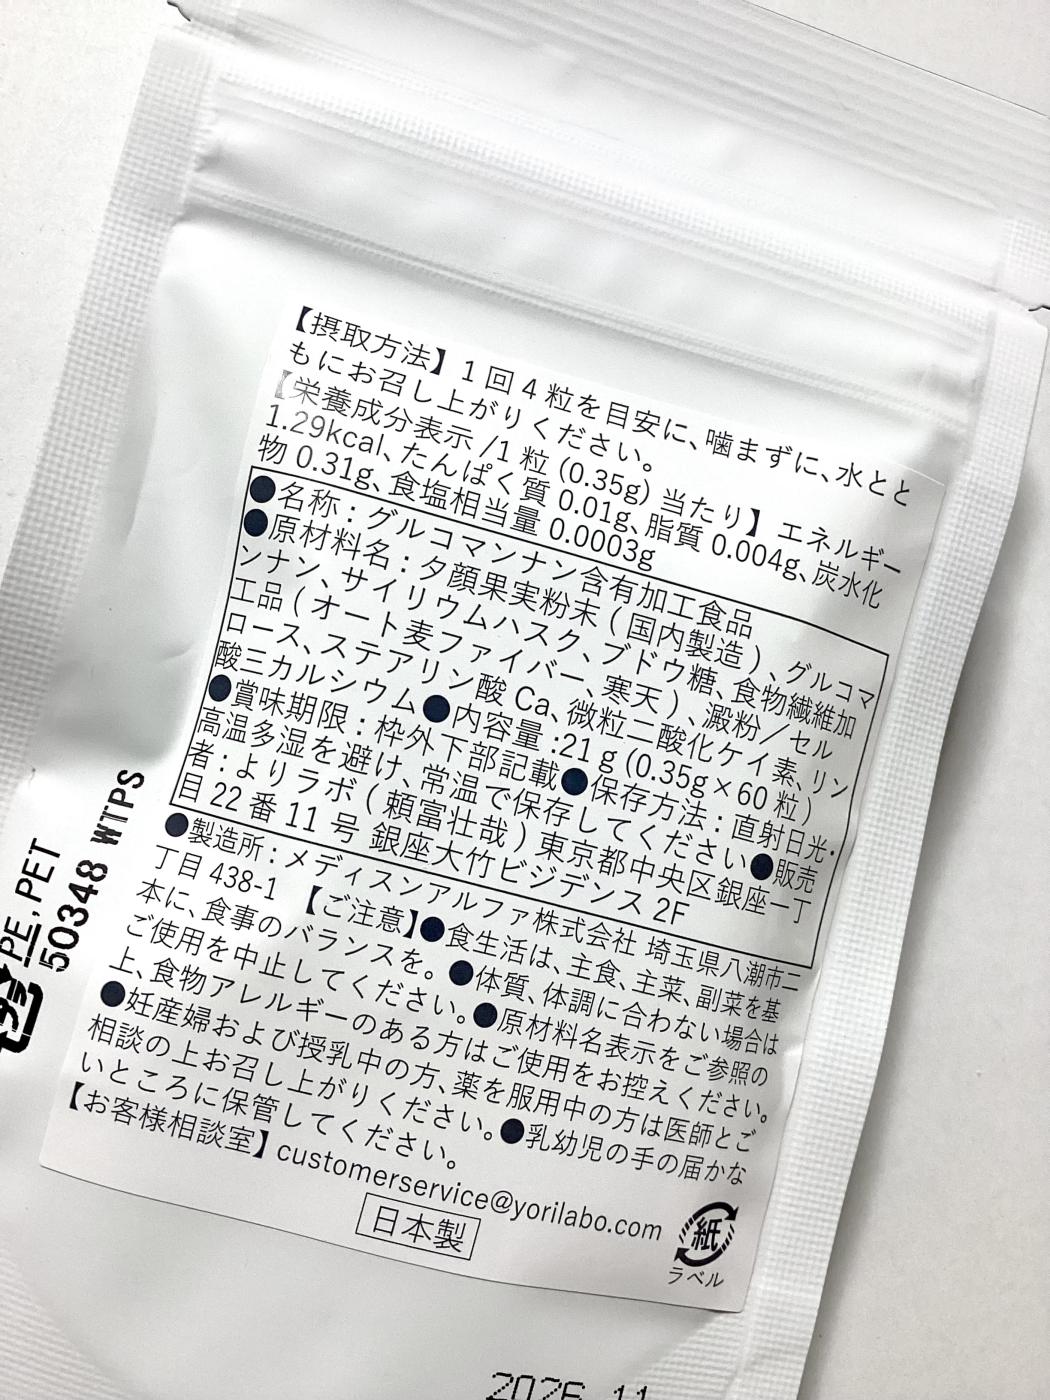 【摂取方法】1回4粒を目安に、噛まずに、水とと
もにお召し上がりください。
【栄養成分表示/1粒(0.35g)当たり】エネルギー
1.29kcal、たんぱく質 0.01g、脂質 0.004g、炭水化
物 0.31g、食塩相当量 0.0003g
●名称：グルコマンナン含有加工食品
●原材料名：夕顔果実粉末(国内製造)、グルコマ
ンナン、サイリウムハスク、ブドウ糖、食物繊維加
工品(オート麦ファイバー、寒天)、澱粉／セル
ロース、ステアリン酸 Ca、微粒二酸化ケイ素、リン
酸三カルシウム●内容量:21g(0.35g×60粒)
●賞味期限：枠外下部記載●保存方法：直射日光・
高温多湿を避け、常温で保存してください●販売
者：よりラボ(頼富壮哉)東京都中央区銀座一丁
目 22 番 11 号 銀座大竹ビジデンス 2F
●製造所：メディスンアルファ株式会社 埼玉県八潮市二
丁目 438-1 【ご注意】●食生活は、主食、主菜、副菜を基
本に、食事のバランスを。●体質、体調に合わない場合は
ご使用を中止してください。●原材料名表示をご参照の
上、食物アレルギーのある方はご使用をお控えください。
●妊産婦および授乳中の方、薬を服用中の方は医師とご
相談の上お召し上がりください。●乳幼児の手の届かな
いところに保管してください。
【お客様相談室】customerservice@yorilabo.com
日本製
紙
ラベル
PE, PET
50348 WTPS
2026.11